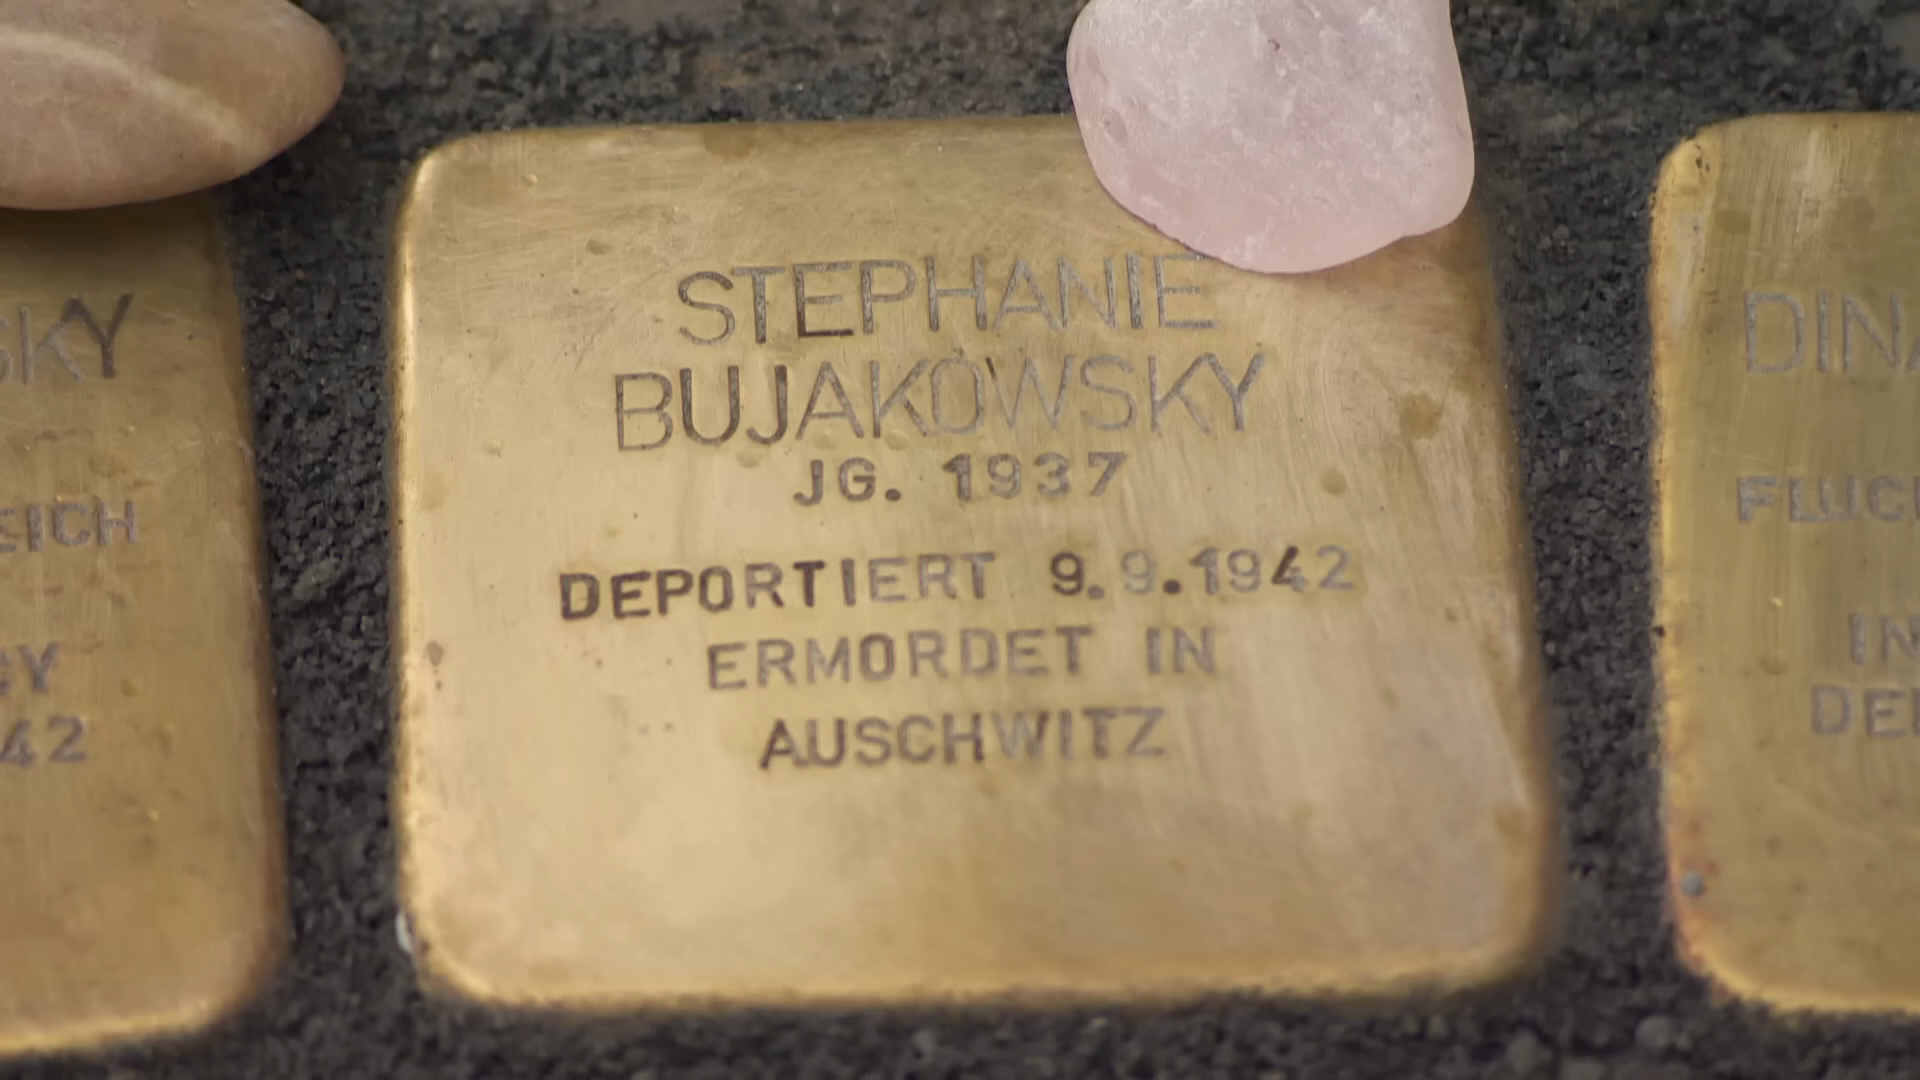 STEPHANIE
BUJAKOWSKY
JG. 1937
DEPORTIERT 9.9.1942
ERMORDET IN
AUSCHWITZ